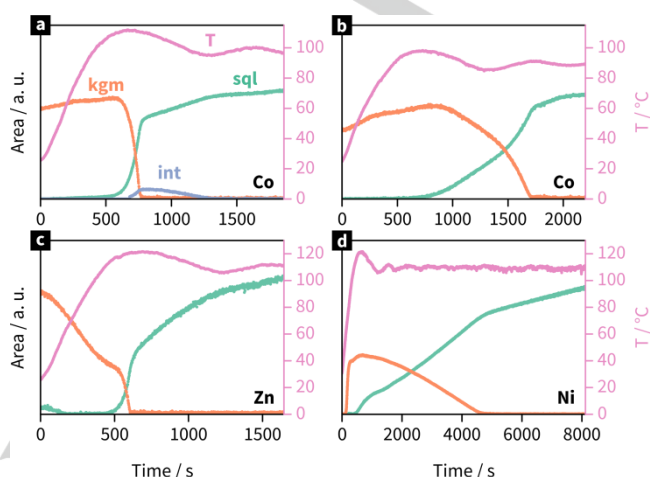 a
Area / a. u.
T
kgm
sql
int
Co
0 500 1000 1500
0 20 40 60 80 100
b
Co
0 500 1000 1500 2000
0 20 40 60 80 100
T / °C
c
Area / a. u.
Zn
0 500 1000 1500
0 20 40 60 80 100 120
Time / s
d
Ni
0 2000 4000 6000 8000
0 20 40 60 80 100 120
T / °C
Time / s